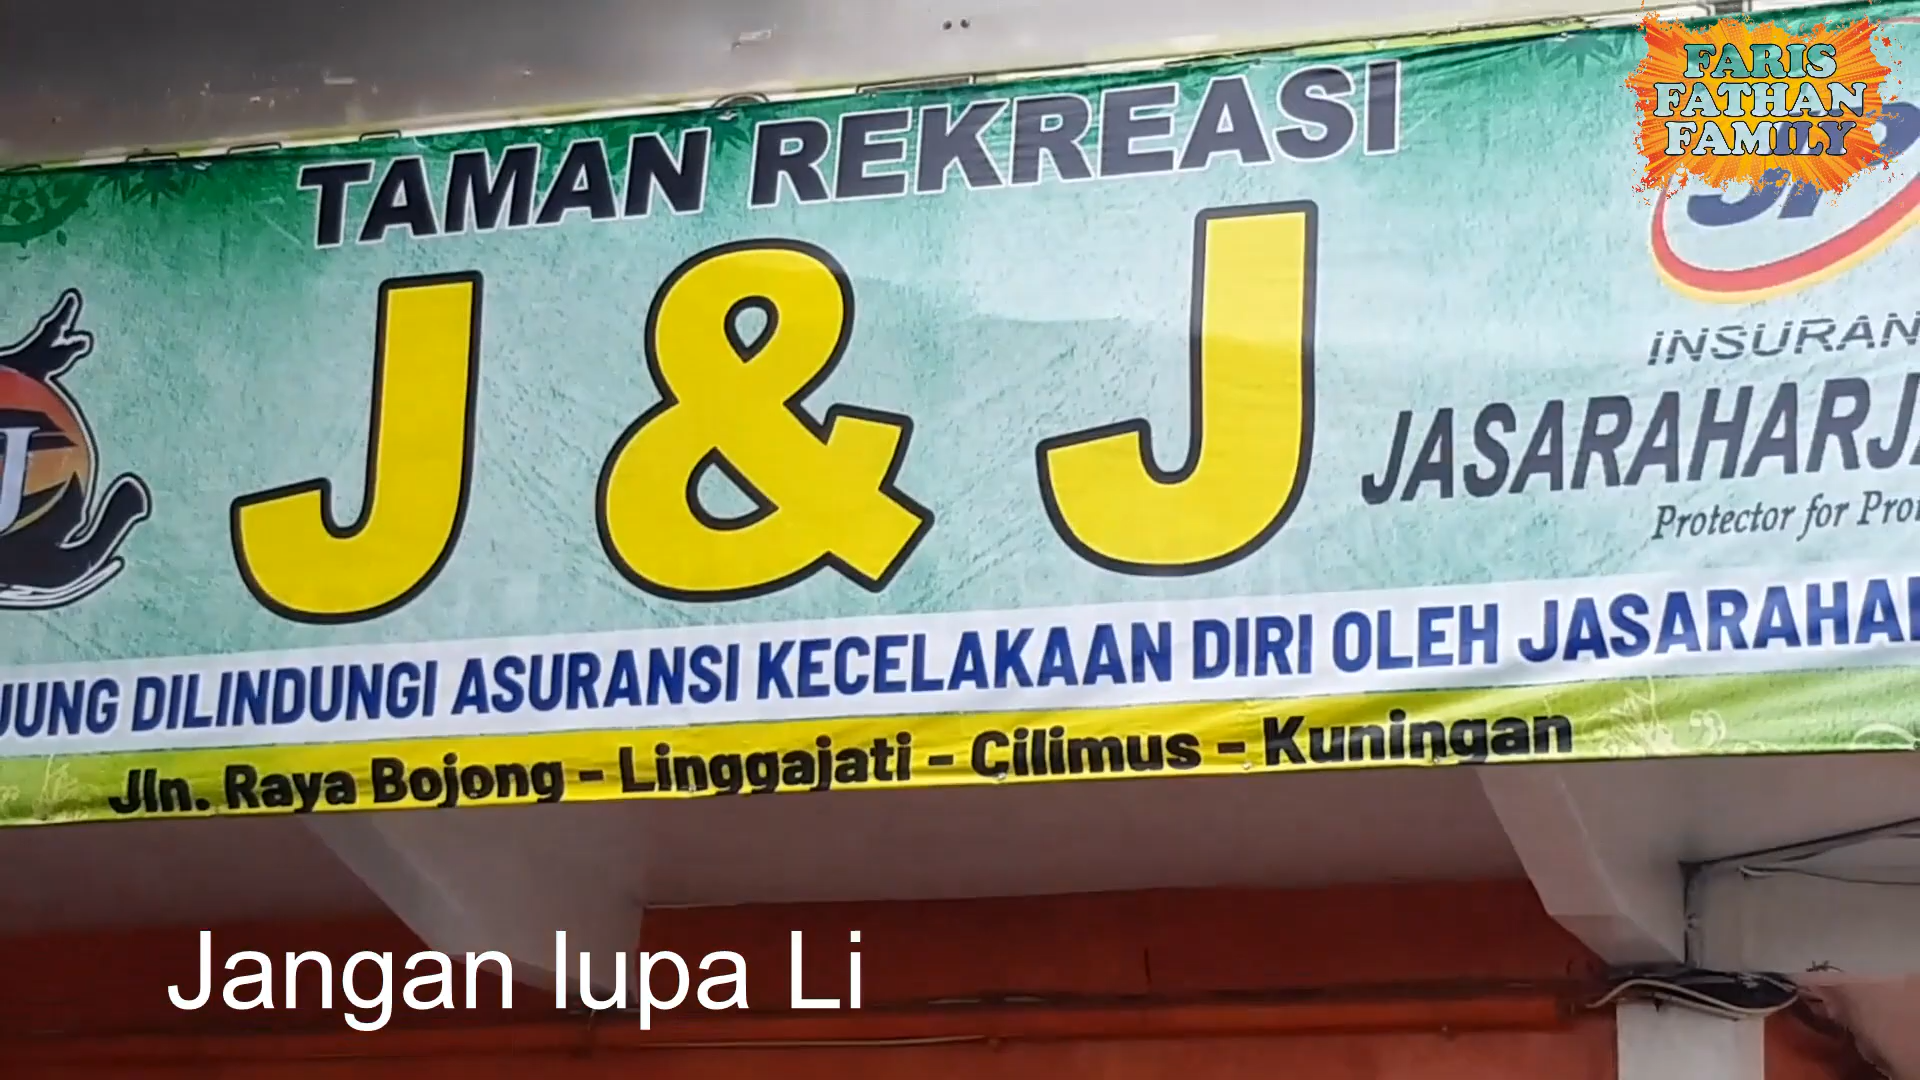 FARIS
FATHAN
FAMILY
TAMAN REKREASI
J & J
J
INSURAN
JASARAHARJ
Protector for Pro
JUNG DILINDUNGI ASURANSI KECELAKAAN DIRI OLEH JASARAHA
Jln. Raya Bojong - Linggajati - Cilimus - Kuningan
Jangan lupa Li